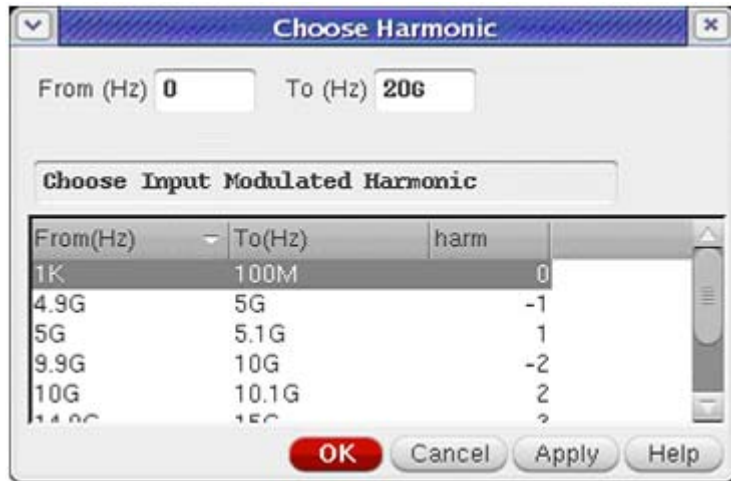 Choose Harmonic
From (Hz) 0 To (Hz) 20G
Choose Input Modulated Harmonic
From(Hz) To(Hz) harm
1K 100M 0
4.9G 5G -1
5G 5.1G 1
9.9G 10G -2
10G 10.1G 2
OK Cancel Apply Help